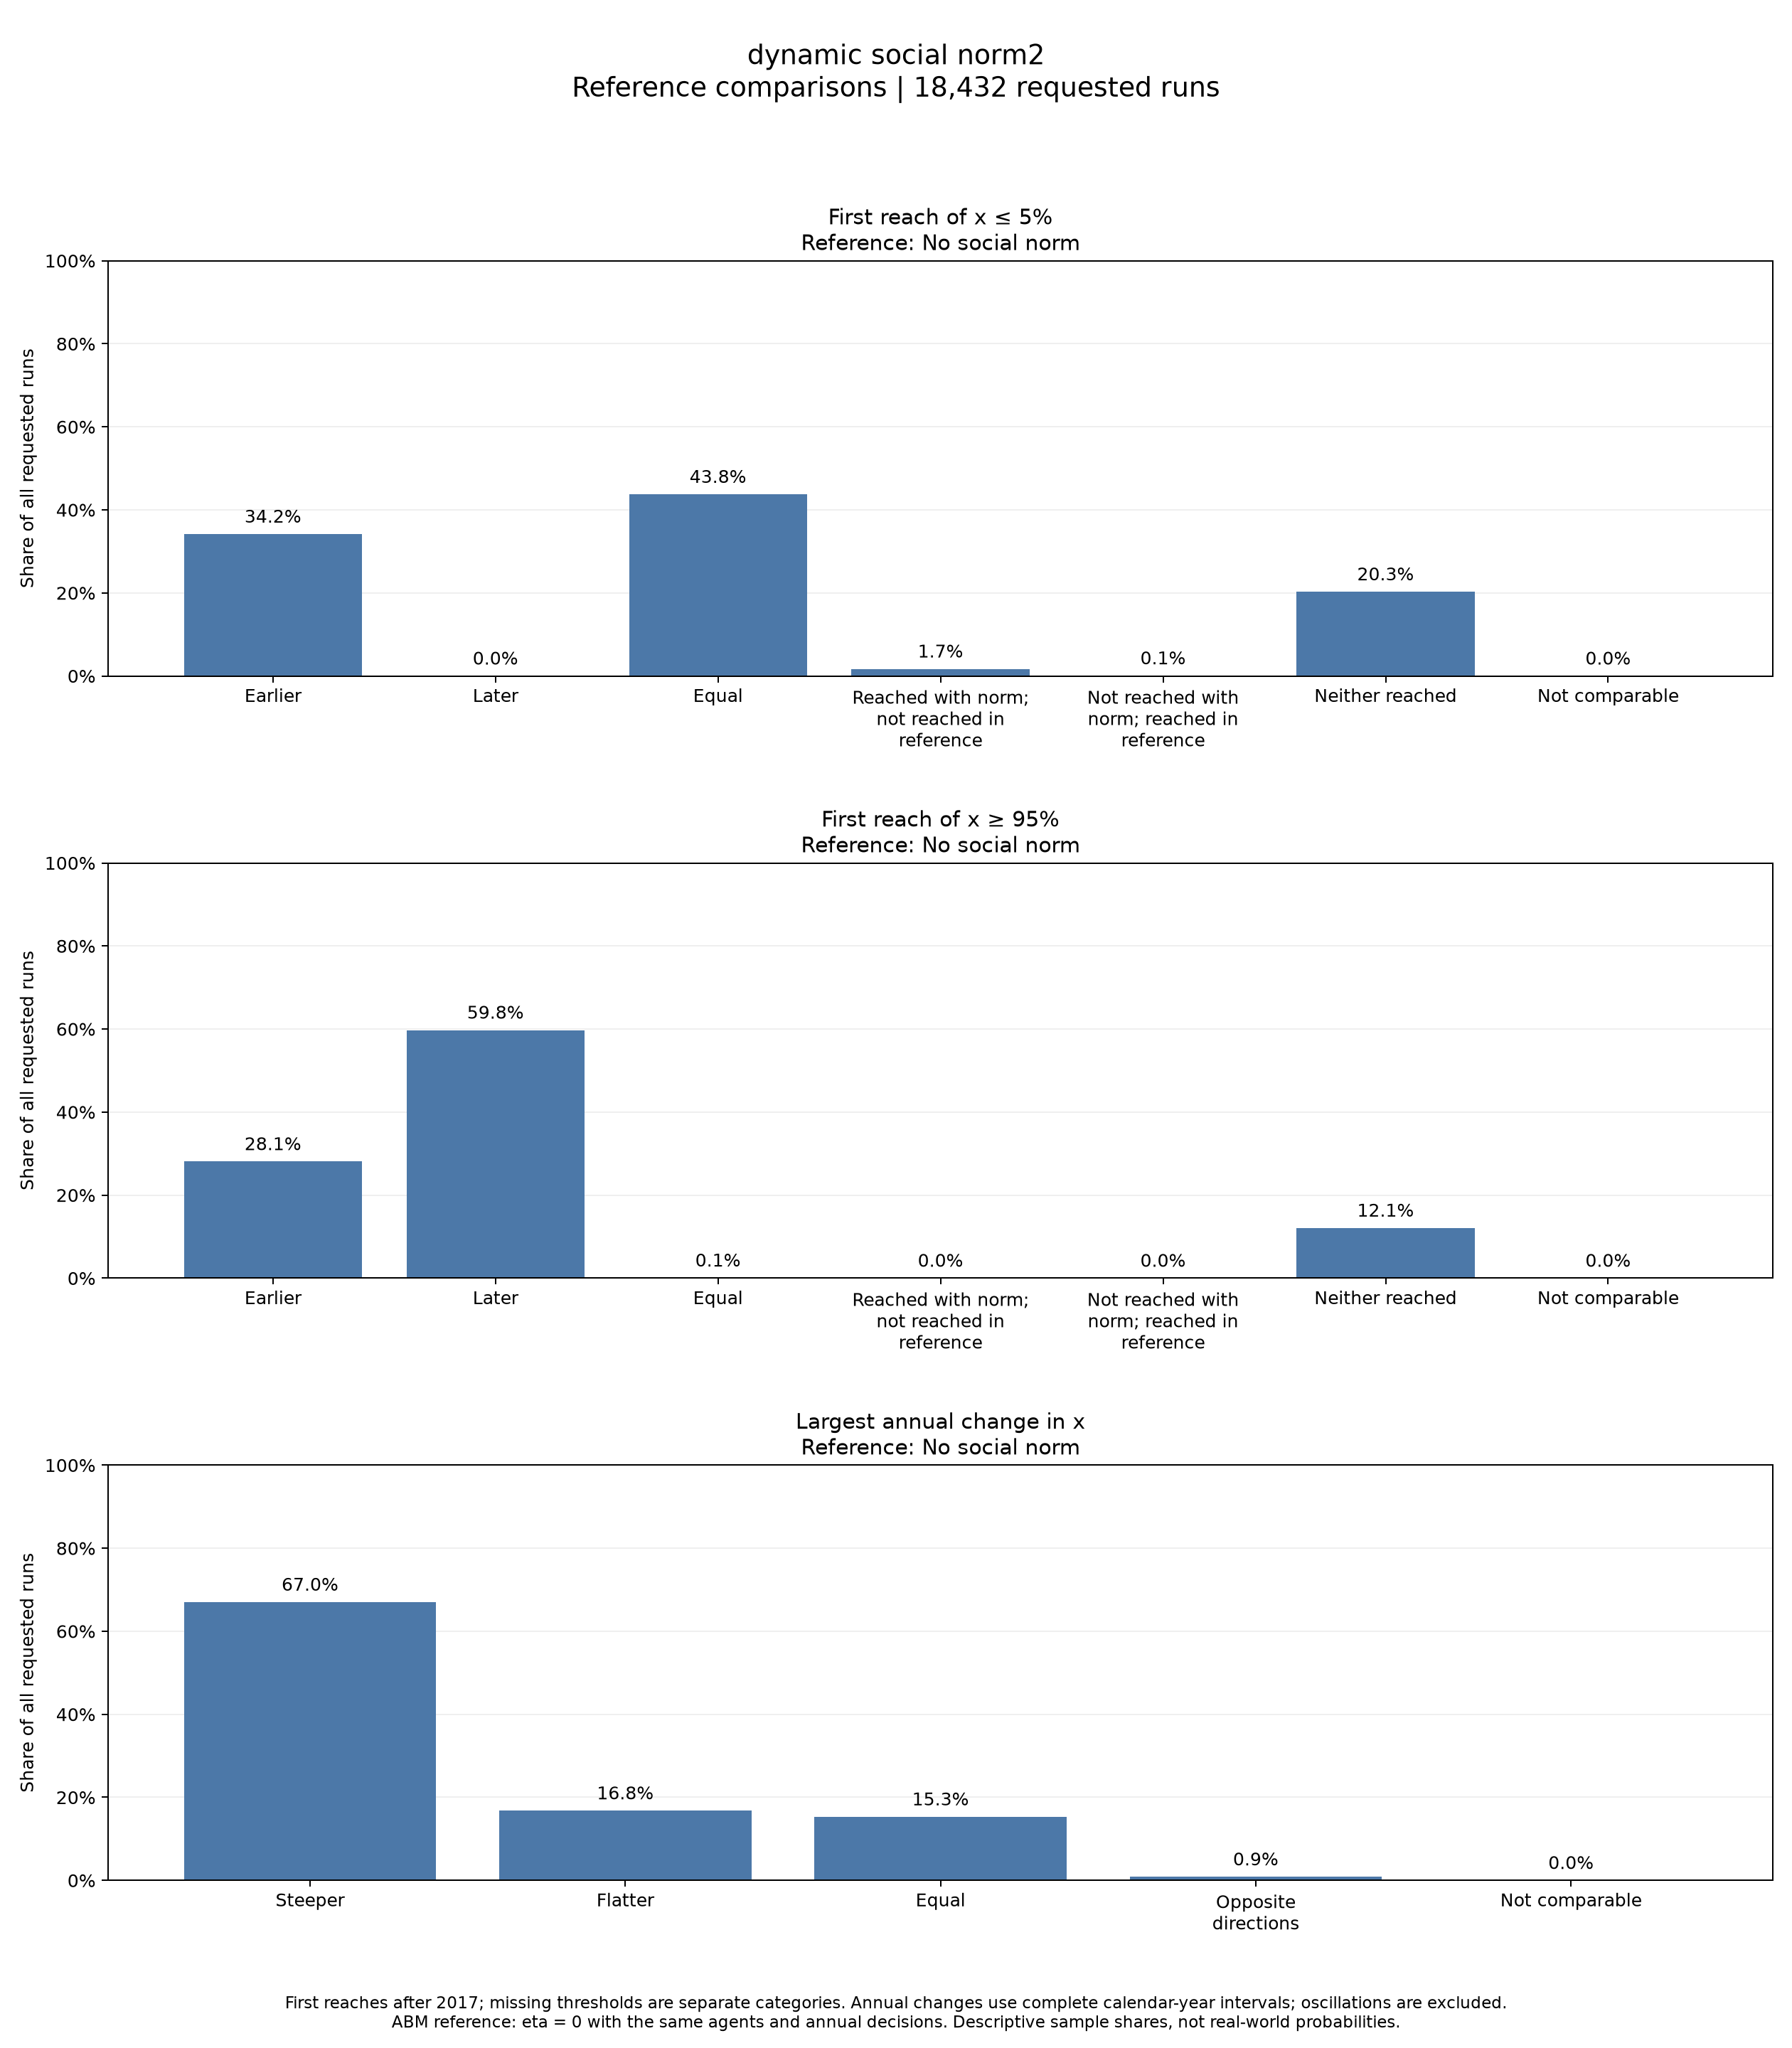 dynamic social norm2
Reference comparisons | 18,432 requested runs
First reach of x ≤ 5%
Reference: No social norm
Share of all requested runs
100%
80%
60%
40%
20%
0%
34.2%
0.0%
43.8%
1.7%
0.1%
20.3%
0.0%
Earlier
Later
Equal
Reached with norm;
not reached in
reference
Not reached with
norm; reached in
reference
Neither reached
Not comparable
First reach of x ≥ 95%
Reference: No social norm
Share of all requested runs
100%
80%
60%
40%
20%
0%
28.1%
59.8%
0.1%
0.0%
0.0%
12.1%
0.0%
Earlier
Later
Equal
Reached with norm;
not reached in
reference
Not reached with
norm; reached in
reference
Neither reached
Not comparable
Largest annual change in x
Reference: No social norm
Share of all requested runs
100%
80%
60%
40%
20%
0%
67.0%
16.8%
15.3%
0.9%
0.0%
Steeper
Flatter
Equal
Opposite
directions
Not comparable
First reaches after 2017; missing thresholds are separate categories. Annual changes use complete calendar-year intervals; oscillations are excluded.
ABM reference: eta = 0 with the same agents and annual decisions. Descriptive sample shares, not real-world probabilities.